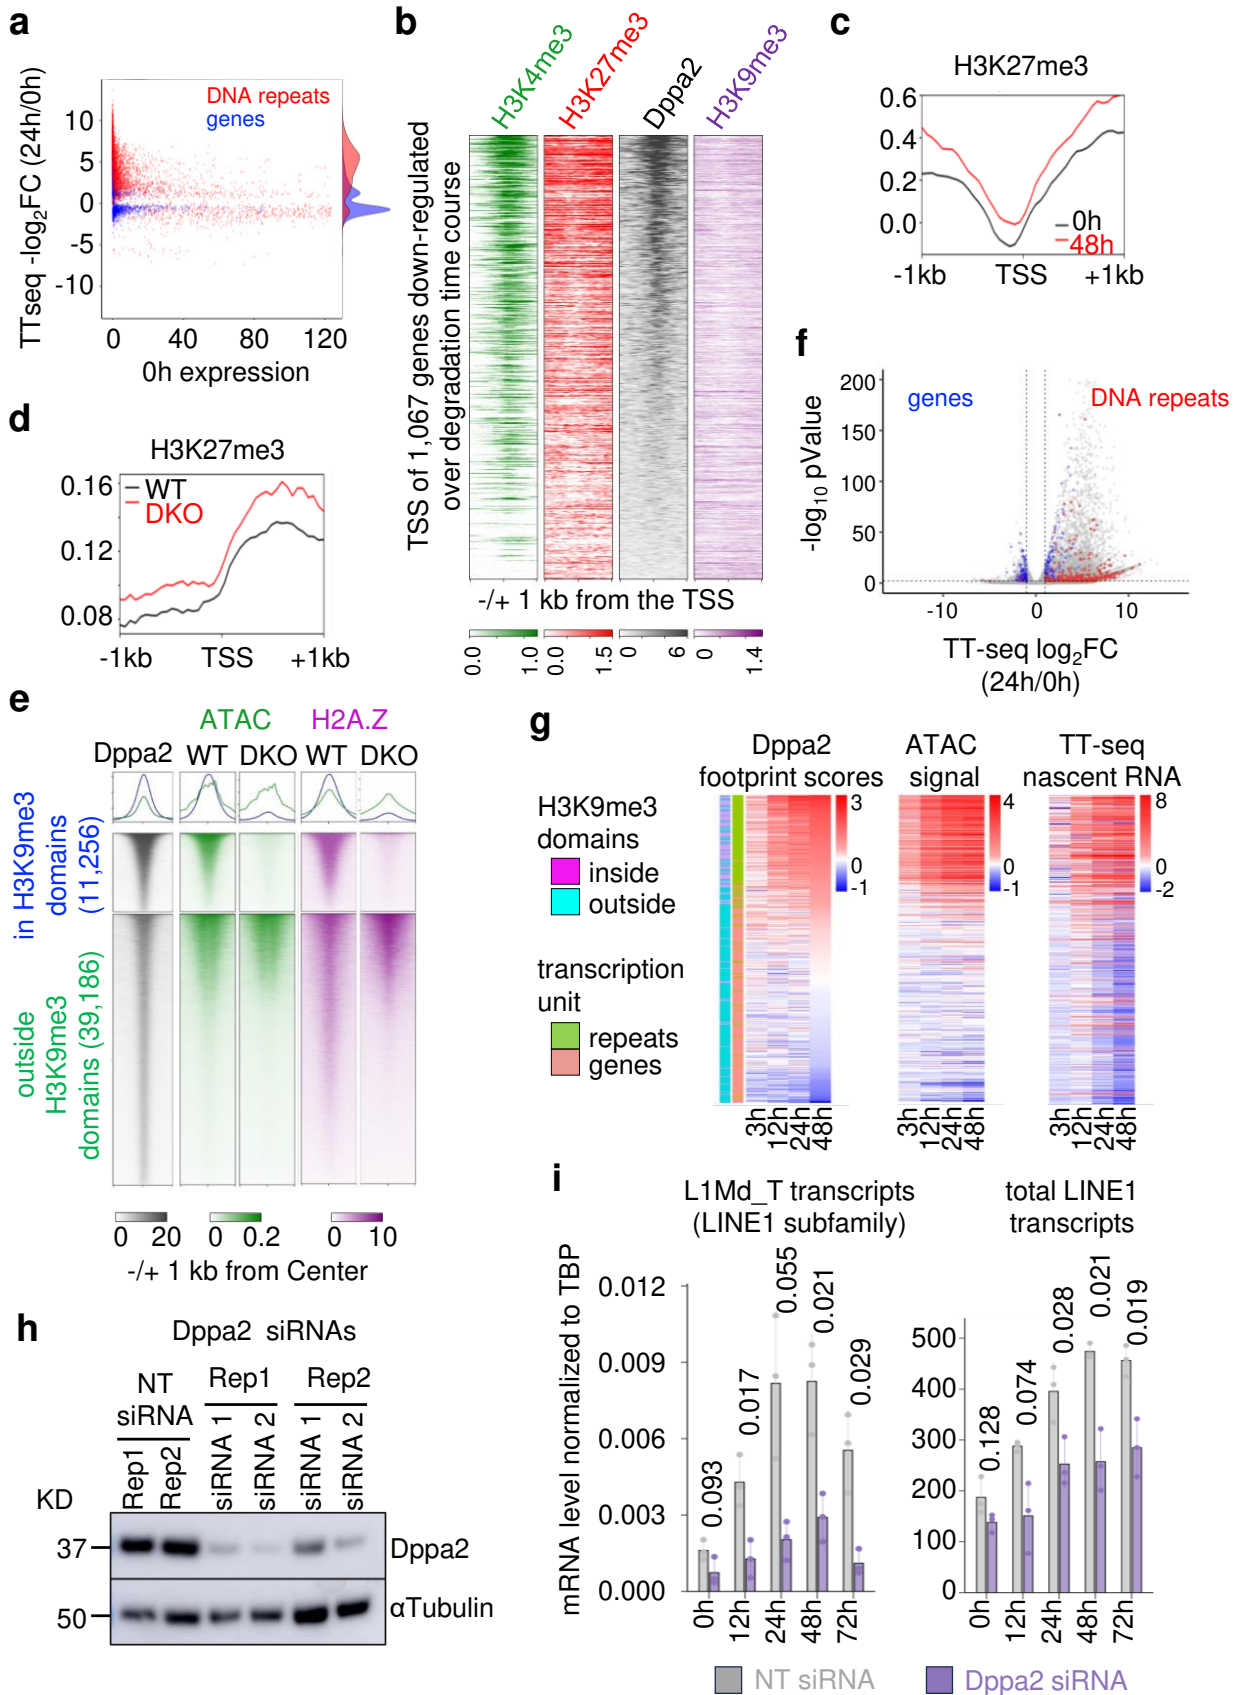 a
TTseq -log2FC (24h/0h)
10
5
0
-5
-10
DNA repeats
genes
0 40 80 120
0h expression
b
H3K4me3
H3K27me3
Dppa2
H3K9me3
TSS of 1,067 genes down-regulated
over degradation time course
-/+ 1 kb from the TSS
0.0 1.0
0.0 1.5
0 6
0 1.4
c
H3K27me3
0.6
0.4
0.2
0.0
0h
48h
-1kb TSS +1kb
d
H3K27me3
0.16
0.12
0.08
WT
DKO
-1kb TSS +1kb
e
ATAC H2A.Z
Dppa2 WT DKO WT DKO
in H3K9me3
domains
(11,256)
outside
H3K9me3
domains (39,186)
0 20
0 0.2
0 10
-/+ 1 kb from Center
f
-log10 pValue
200
150
100
50
0
genes
DNA repeats
-10 0 10
TT-seq log2FC
(24h/0h)
g
Dppa2
footprint scores
ATAC
signal
TT-seq
nascent RNA
H3K9me3
domains
inside
outside
transcription
unit
repeats
genes
3
0
-1
4
0
-1
8
0
-2
3h 12h 24h 48h
3h 12h 24h 48h
3h 12h 24h 48h
h
Dppa2 siRNAs
NT
siRNA
Rep1
Rep2
Rep1
Rep2
siRNA 1
siRNA 2
siRNA 1
siRNA 2
KD
37
Dppa2
50
αTubulin
i
L1Md_T transcripts
(LINE1 subfamily)
total LINE1
transcripts
mRNA level normalized to TBP
0.012
0.009
0.006
0.003
0.000
0.093
0.017
0.055
0.021
0.029
0h 12h 24h 48h 72h
500
400
300
200
100
0
0.128
0.074
0.028
0.021
0.019
0h 12h 24h 48h 72h
NT siRNA
Dppa2 siRNA